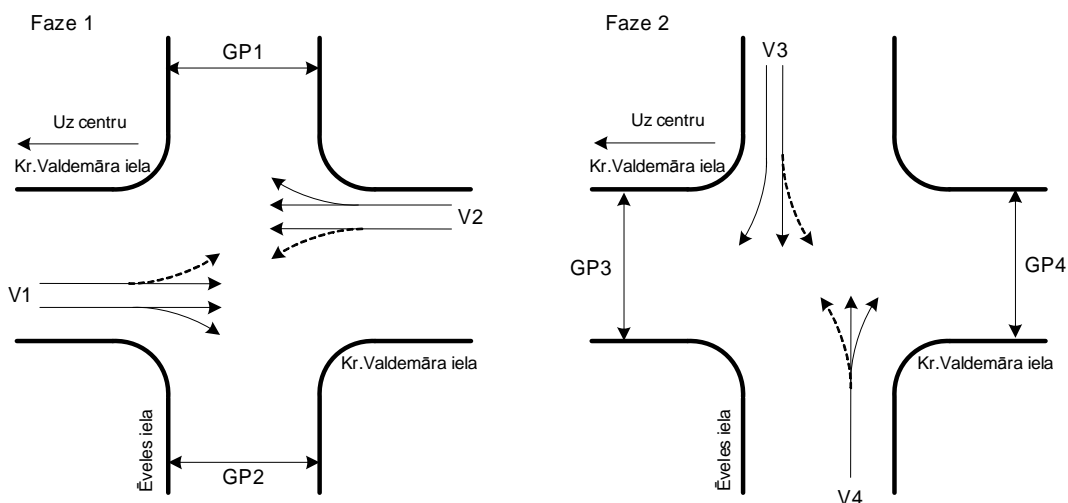 Faze 1
GP1
Uz centru
Kr.Valdemāra iela
V2
V1
Kr.Valdemāra iela
Ēveles iela
GP2
Faze 2
V3
Uz centru
Kr.Valdemāra iela
GP3
GP4
Kr.Valdemāra iela
Ēveles iela
V4